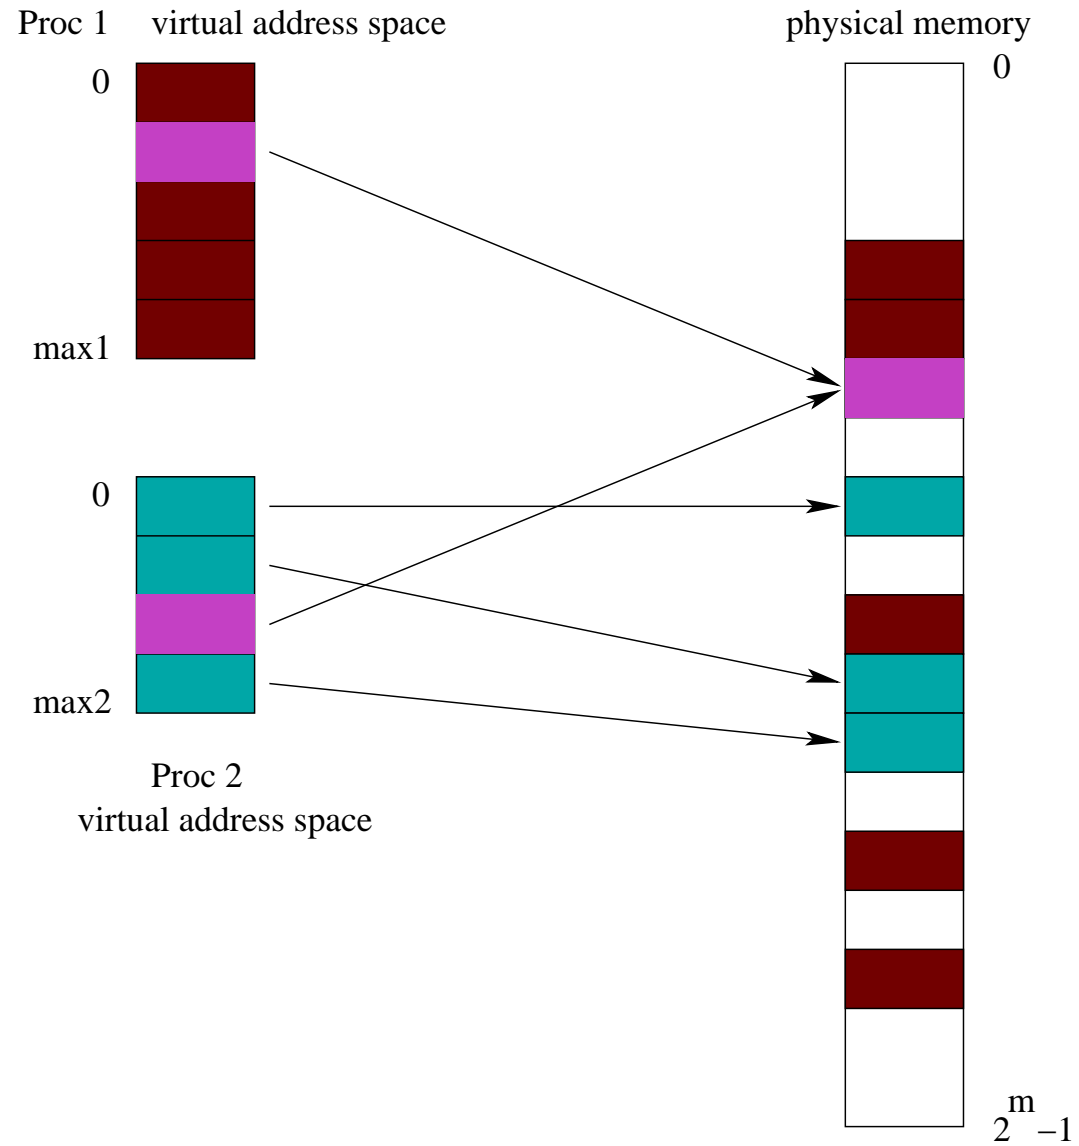 Proc 1 virtual address space
physical memory
0
0
max1
0
max2
Proc 2
virtual address space
m
2 −1